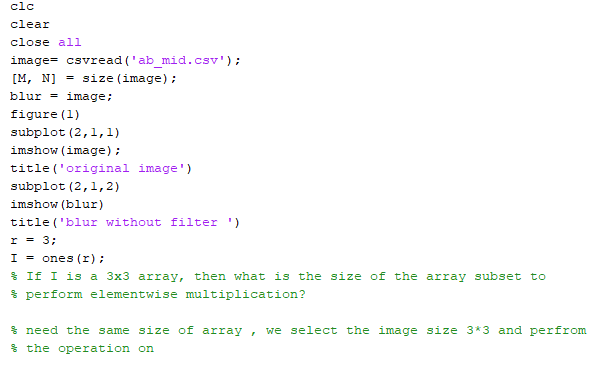 clc
clear
close all
image= csvread('ab_mid.csv');
[M, N] = size(image);
blur = image;
figure(1)
subplot(2,1,1)
imshow(image);
title('original image')
subplot(2,1,2)
imshow(blur)
title('blur without filter ')
r = 3;
I = ones(r);
% If I is a 3x3 array, then what is the size of the array subset to
% perform elementwise multiplication?
% need the same size of array , we select the image size 3*3 and perfrom
% the operation on